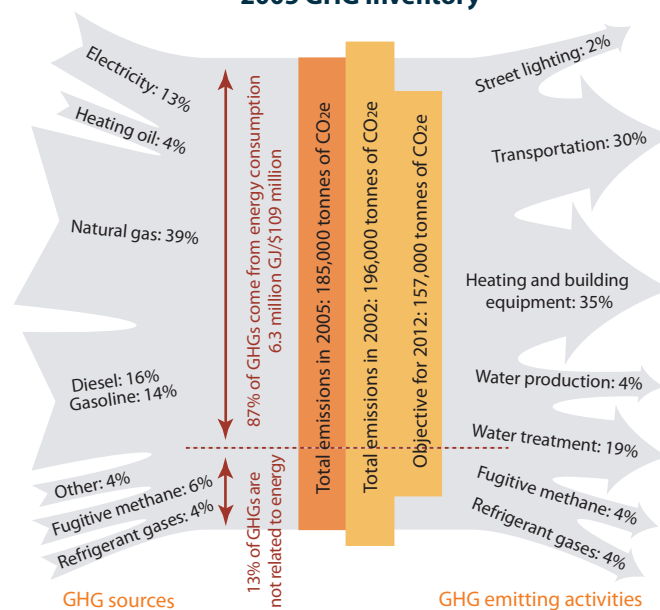 2005 GHG inventory
Electricity: 13%
Heating oil: 4%
Natural gas: 39%
Diesel: 16%
Gasoline: 14%
Other: 4%
Fugitive methane: 6%
Refrigerant gases: 4%
GHG sources
87% of GHGs come from energy consumption
6.3 million GJ/$109 million
13% of GHGs are
not related to energy
Total emissions in 2005: 185,000 tonnes of CO2e
Total emissions in 2002: 196,000 tonnes of CO2e
Objective for 2012: 157,000 tonnes of CO2e
Street lighting: 2%
Transportation: 30%
Heating and building
equipment: 35%
Water production: 4%
Water treatment: 19%
Fugitive methane: 4%
Refrigerant gases: 4%
GHG emitting activities